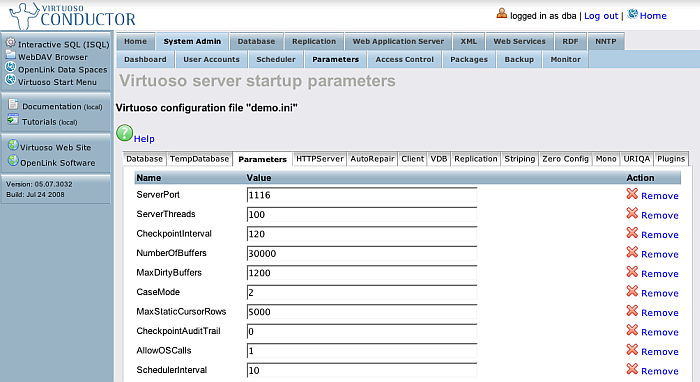 VIRTUOSO
CONDUCTOR
logged in as dba | Log out | Home
Interactive SQL (ISQL)
WebDAV Browser
OpenLink Data Spaces
Virtuoso Start Menu
Documentation (local)
Tutorials (local)
Virtuoso Web Site
OpenLink Software
Version: 05.07.3032
Build: Jul 24 2008
Home System Admin Database Replication Web Application Server XML Web Services RDF NNTP
Dashboard User Accounts Scheduler Parameters Access Control Packages Backup Monitor
Virtuoso server startup parameters
Virtuoso configuration file "demo.ini"
? Help
Database TempDatabase Parameters HTTPServer AutoRepair Client VDB Replication Striping Zero Config Mono URIQA Plugins
Name Value Action
ServerPort 1116 Remove
ServerThreads 100 Remove
CheckpointInterval 120 Remove
NumberOfBuffers 30000 Remove
MaxDirtyBuffers 1200 Remove
CaseMode 2 Remove
MaxStaticCursorRows 5000 Remove
CheckpointAuditTrail 0 Remove
AllowOSCalls 1 Remove
SchedulerInterval 10 Remove